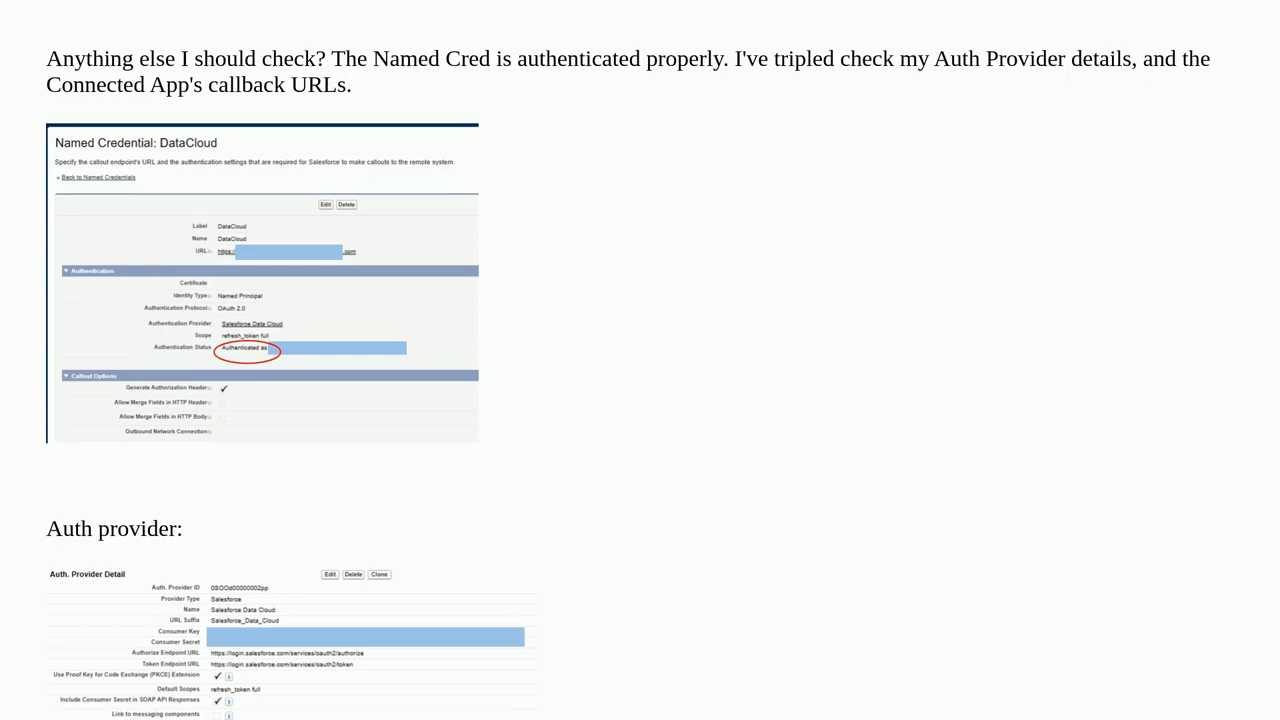 Anything else I should check? The Named Cred is authenticated properly. I've tripled check my Auth Provider details, and the
Connected App's callback URLs.
Named Credential: DataCloud
Specify the callout endpoint's URL and the authentication settings that are required for Salesforce to make callouts to the remote system.
« Back to Named Credentials
Edit Delete
Label DataCloud
Name DataCloud
URL https:/ .com
Authentication
Certificate
Identity Type Named Principal
Authentication Protocol OAuth 2.0
Authentication Provider Salesforce Data Cloud
Scope refresh_token full
Authentication Status Authenticated as
Callout Options
Generate Authorization Header
Allow Merge Fields in HTTP Header
Allow Merge Fields in HTTP Body
Outbound Network Connection
Auth provider:
Auth. Provider Detail Edit Delete Clone
Auth. Provider ID
Provider Type Salesforce
Name Salesforce Data Cloud
URL Suffix Salesforce_Data_Cloud
Consumer Key
Consumer Secret
Authorize Endpoint URL https://login.salesforce.com/services/oauth2/authorize
Token Endpoint URL https://login.salesforce.com/services/oauth2/token
Use Proof Key for Code Exchange (PKCE) Extension
Default Scopes refresh_token full
Include Consumer Secret in SOAP API Responses
Link to messaging components